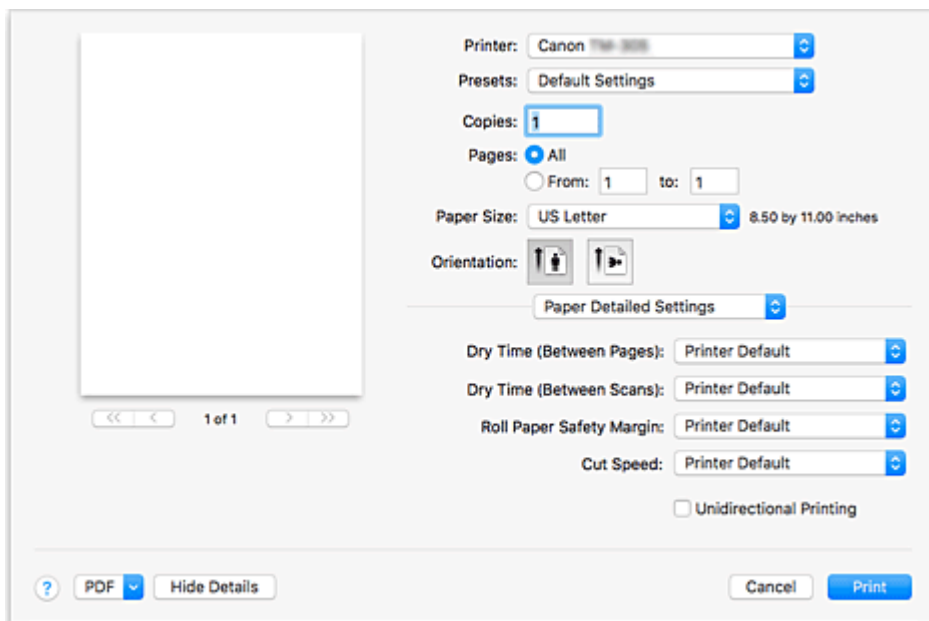 Printer: Canon
Presets: Default Settings
Copies: 1
Pages: All
From: 1 to: 1
Paper Size: US Letter 8.50 by 11.00 inches
Orientation:
Paper Detailed Settings
Dry Time (Between Pages): Printer Default
Dry Time (Between Scans): Printer Default
Roll Paper Safety Margin: Printer Default
Cut Speed: Printer Default
Unidirectional Printing
<< < 1 of 1 > >>
? PDF Hide Details Cancel Print